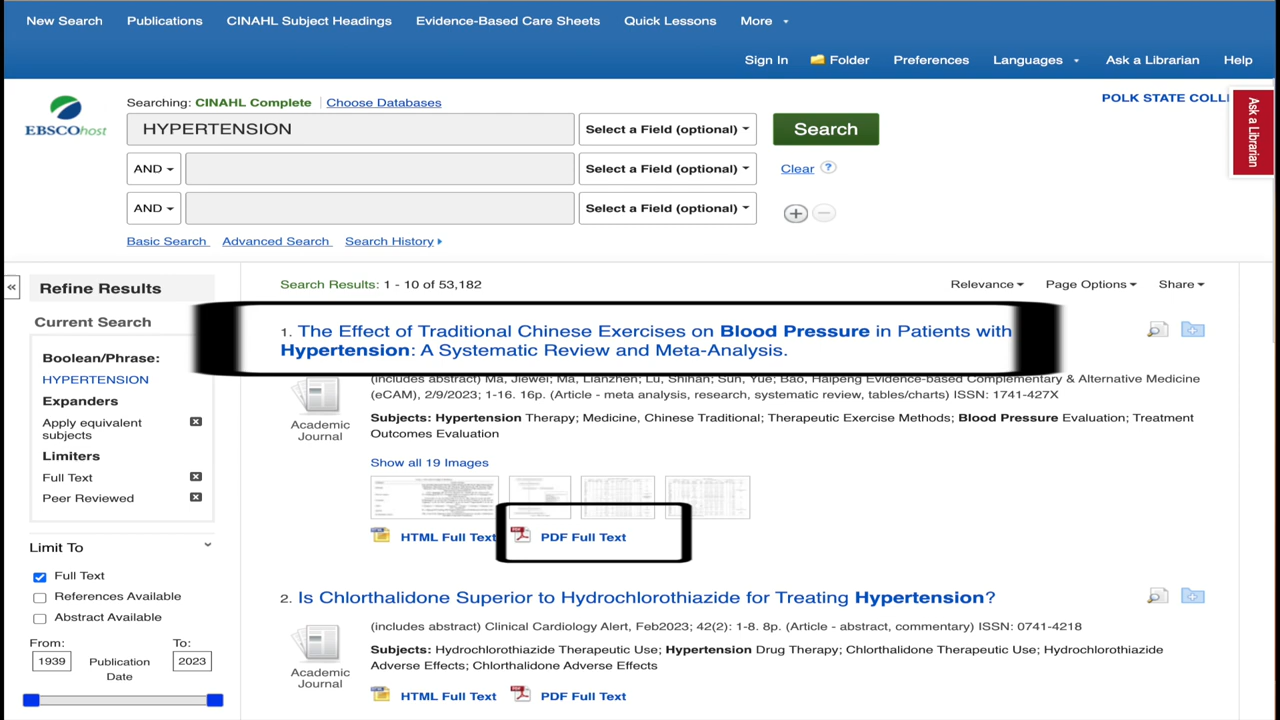 New Search Publications CINAHL Subject Headings Evidence-Based Care Sheets Quick Lessons More
Sign In Folder Preferences Languages Ask a Librarian Help
Searching: CINAHL Complete Choose Databases
POLK STATE COLL
Ask a Librarian
EBSCOhost
HYPERTENSION Select a Field (optional) Search
AND Select a Field (optional) Clear ?
AND Select a Field (optional)
Basic Search Advanced Search Search History
«
Refine Results
Current Search
Boolean/Phrase:
HYPERTENSION
Expanders
Apply equivalent
subjects
Limiters
Full Text
Peer Reviewed
Limit To
Full Text
References Available
Abstract Available
From: To:
1939 Publication 2023
Date
Search Results: 1 - 10 of 53,182 Relevance Page Options Share
1. The Effect of Traditional Chinese Exercises on Blood Pressure in Patients with
Hypertension: A Systematic Review and Meta-Analysis.
(includes abstract) Ma, Jiewei; Ma, Lianzhen; Lu, Shihan; Sun, Yue; Bao, Haipeng Evidence-based Complementary & Alternative Medicine
(eCAM), 2/9/2023; 1-16. 16p. (Article - meta analysis, research, systematic review, tables/charts) ISSN: 1741-427X
Academic
Journal
Subjects: Hypertension Therapy; Medicine, Chinese Traditional; Therapeutic Exercise Methods; Blood Pressure Evaluation; Treatment
Outcomes Evaluation
Show all 19 Images
HTML Full Text PDF Full Text
2. Is Chlorthalidone Superior to Hydrochlorothiazide for Treating Hypertension?
(includes abstract) Clinical Cardiology Alert, Feb2023; 42(2): 1-8. 8p. (Article - abstract, commentary) ISSN: 0741-4218
Academic
Journal
Subjects: Hydrochlorothiazide Therapeutic Use; Hypertension Drug Therapy; Chlorthalidone Therapeutic Use; Hydrochlorothiazide
Adverse Effects; Chlorthalidone Adverse Effects
HTML Full Text PDF Full Text